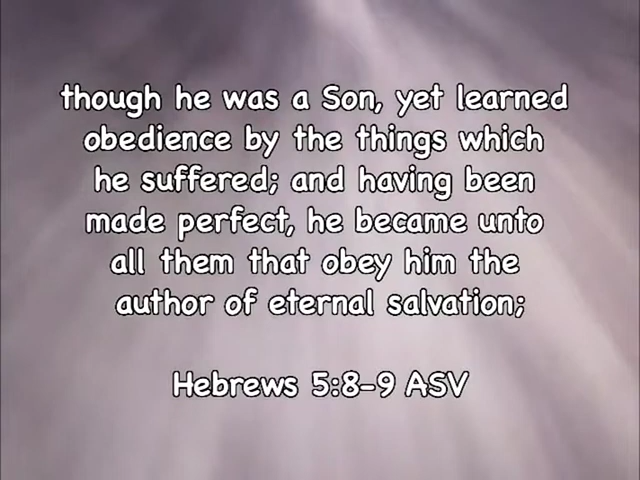 though he was a Son, yet learned
obedience by the things which
he suffered; and having been
made perfect, he became unto
all them that obey him the
author of eternal salvation;
Hebrews 5:8-9 ASV